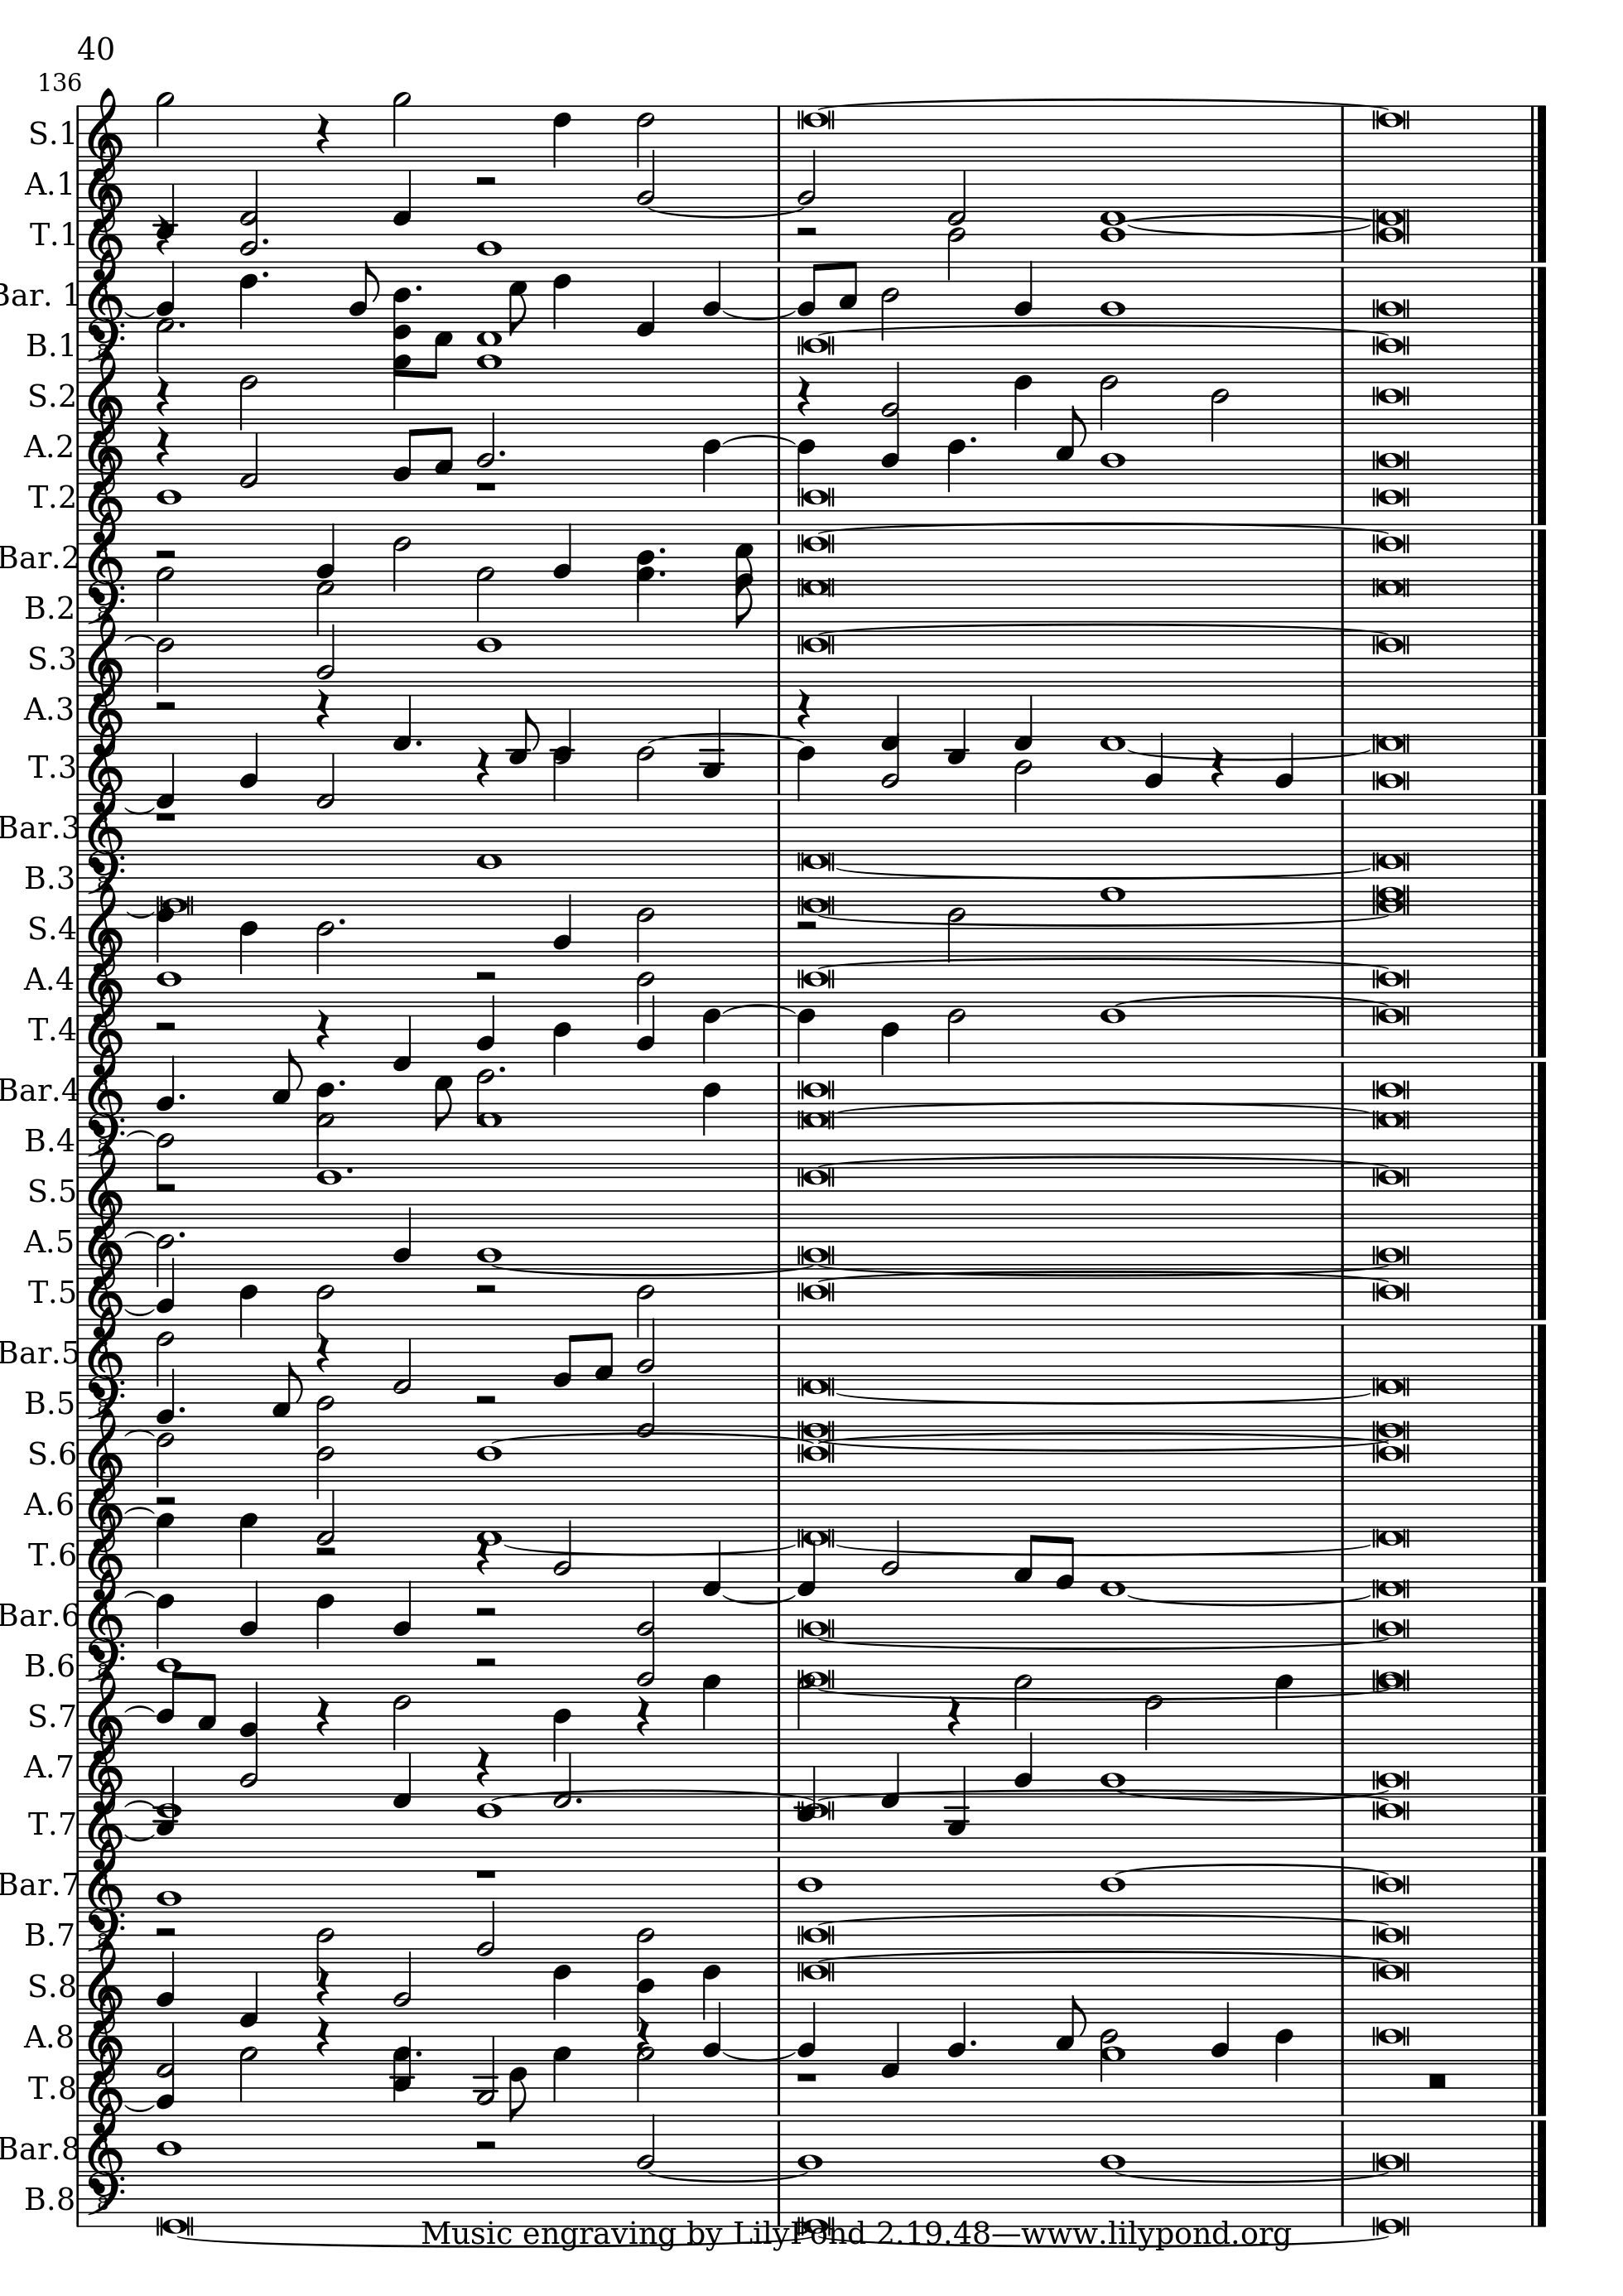 40
136
S.1
A.1
T.1
Bar. 1
B.1
S.2
A.2
T.2
Bar.2
B.2
S.3
A.3
T.3
Bar.3
B.3
S.4
A.4
T.4
Bar.4
B.4
S.5
A.5
T.5
Bar.5
B.5
S.6
A.6
T.6
Bar.6
B.6
S.7
A.7
T.7
Bar.7
B.7
S.8
A.8
T.8
Bar.8
B.8
Music engraving by LilyPond 2.19.48—www.lilypond.org